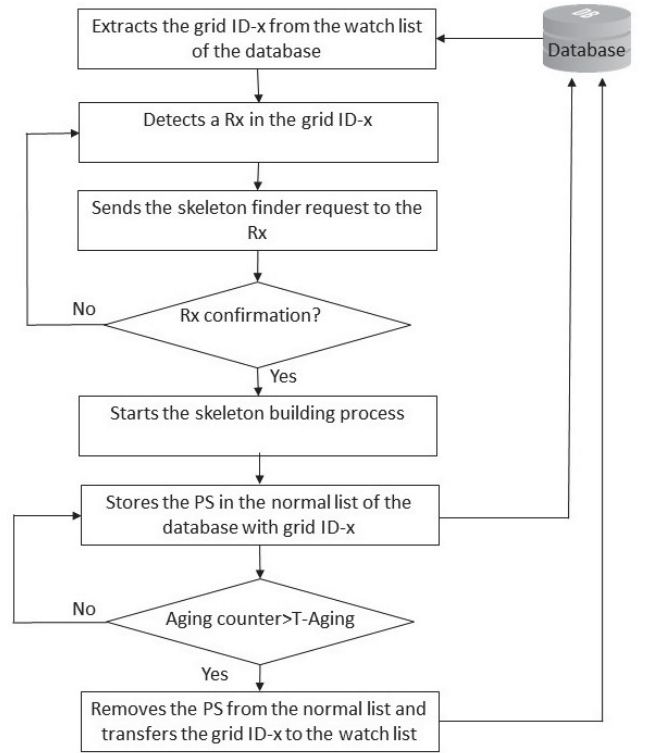 Extracts the grid ID-x from the watch list
of the database
DB
Database
Detects a Rx in the grid ID-x
Sends the skeleton finder request to the
Rx
No
Rx confirmation?
Yes
Starts the skeleton building process
Stores the PS in the normal list of the
database with grid ID-x
No
Aging counter>T-Aging
Yes
Removes the PS from the normal list and
transfers the grid ID-x to the watch list